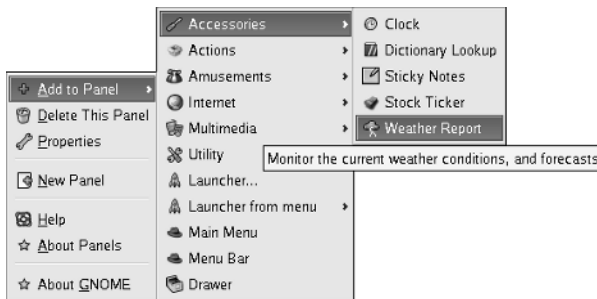 Add to Panel
Delete This Panel
Properties
New Panel
Help
About Panels
About GNOME
Accessories
Actions
Amusements
Internet
Multimedia
Utility
Launcher...
Launcher from menu
Main Menu
Menu Bar
Drawer
Clock
Dictionary Lookup
Sticky Notes
Stock Ticker
Weather Report
Monitor the current weather conditions, and forecasts